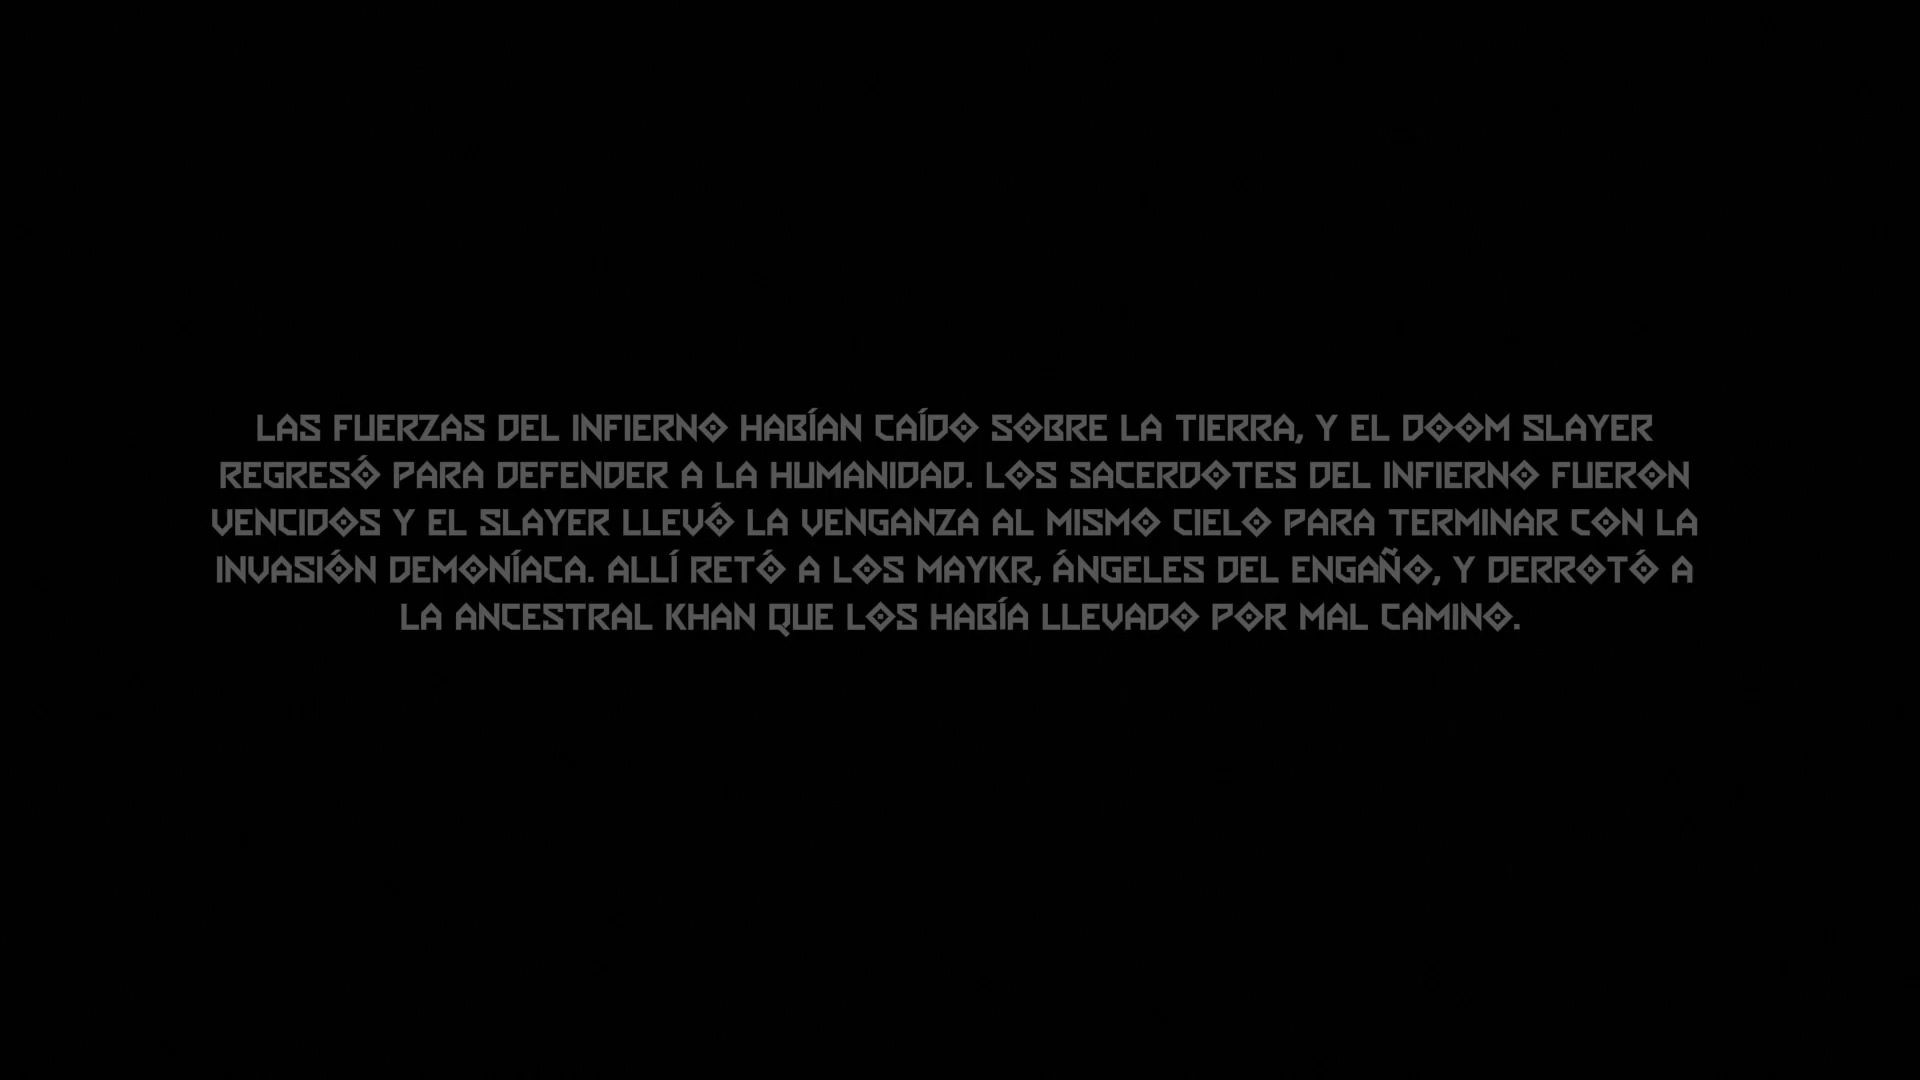 LAS FUERZAS DEL INFIERNO HABÍAN CAÍDO SOBRE LA TIERRA, Y EL DOOM SLAYER
REGRESÓ PARA DEFENDER A LA HUMANIDAD. LOS SACERDOTES DEL INFIERNO FUERON
VENCIDOS Y EL SLAYER LLEVÓ LA VENGANZA AL MISMO CIELO PARA TERMINAR CON LA
INVASIÓN DEMONÍACA. ALLÍ RETÓ A LOS MAYKR, ÁNGELES DEL ENGAÑO, Y DERROTÓ A
LA ANCESTRAL KHAN QUE LOS HABÍA LLEVADO POR MAL CAMINO.